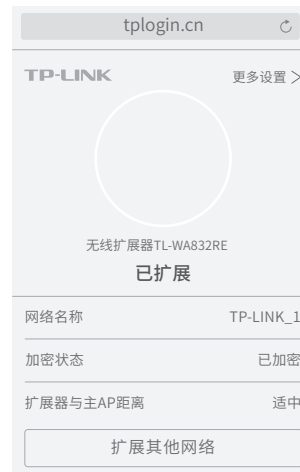 tplogin.cn
TP-LINK 更多设置 >
无线扩展器TL-WA832RE
已扩展
网络名称 TP-LINK_1
加密状态 已加密
扩展器与主AP距离 适中
扩展其他网络